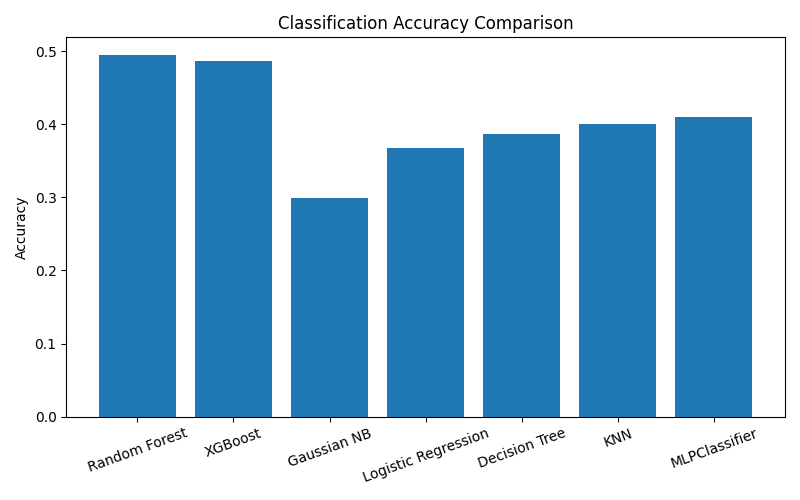 Classification Accuracy Comparison
Accuracy
0.5
0.4
0.3
0.2
0.1
0.0
Random Forest
XGBoost
Gaussian NB
Logistic Regression
Decision Tree
KNN
MLPClassifier